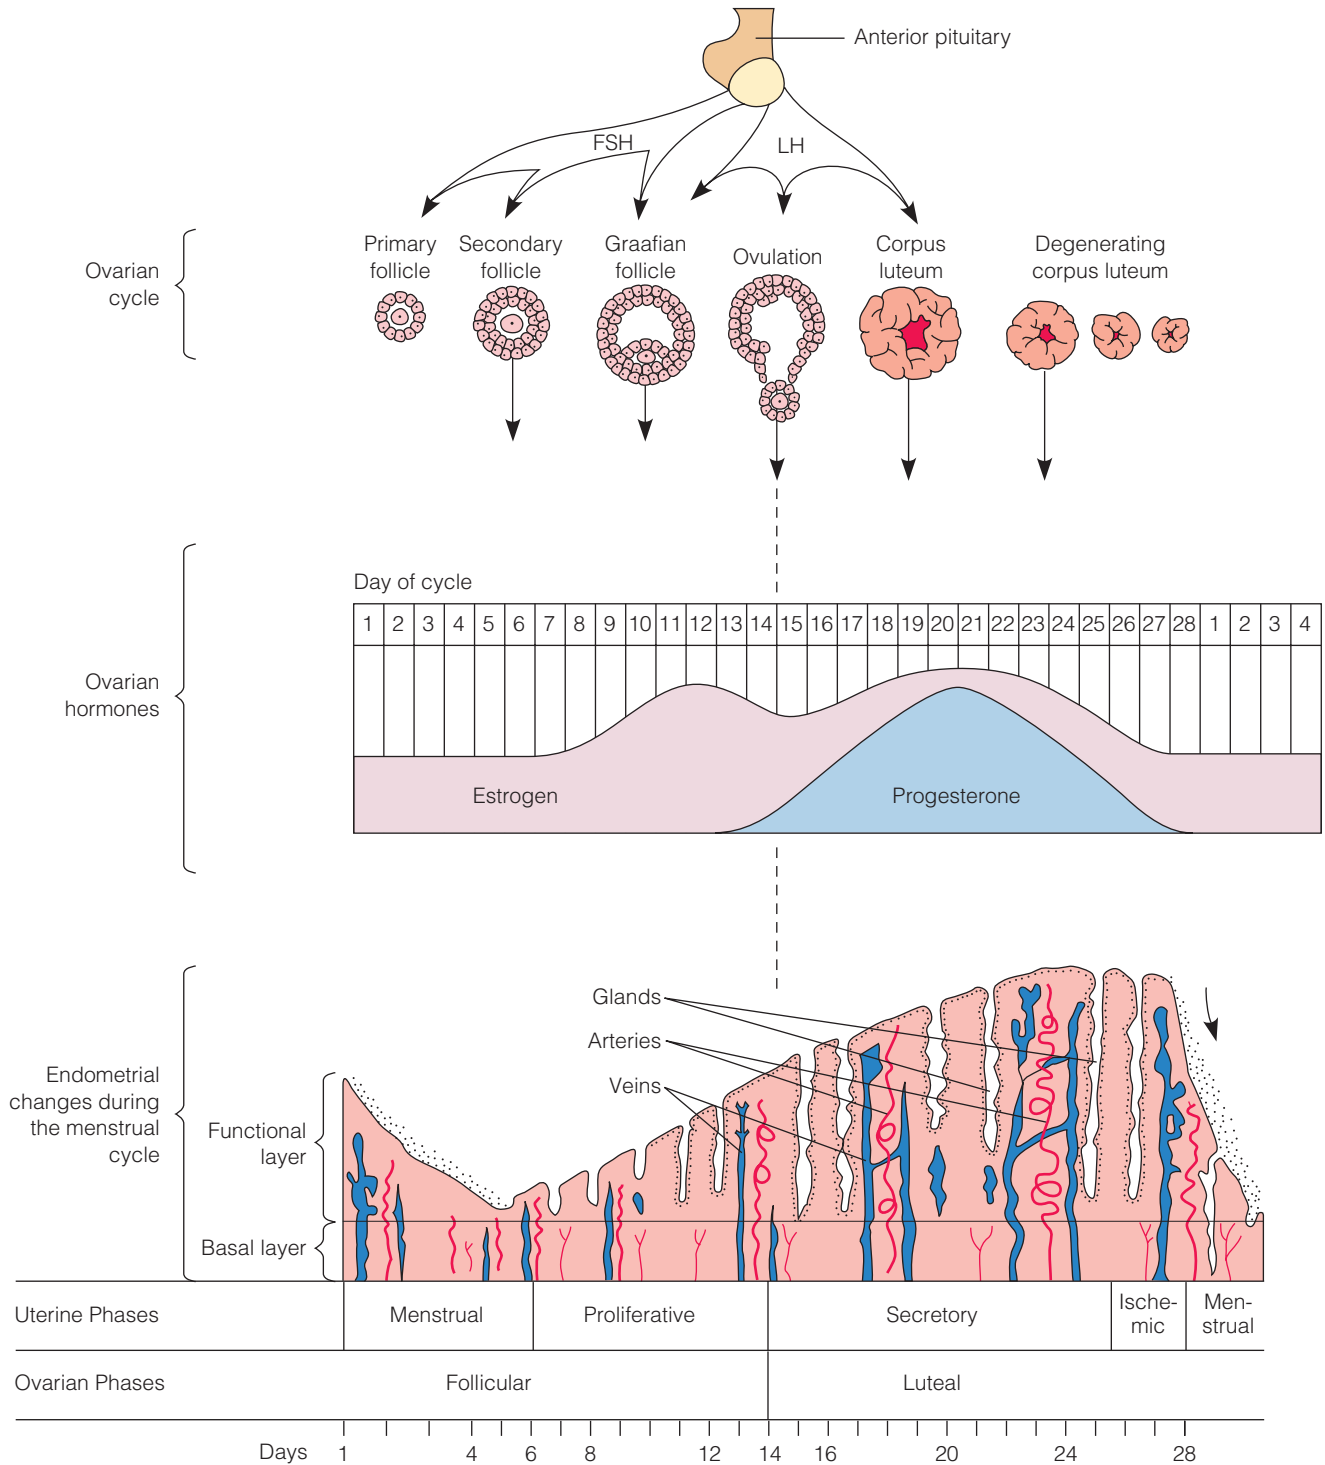 Anterior pituitary
FSH
LH
Ovarian
cycle
Primary
follicle
Secondary
follicle
Graafian
follicle
Ovulation
Corpus
luteum
Degenerating
corpus luteum
Day of cycle
1 2 3 4 5 6 7 8 9 10 11 12 13 14 15 16 17 18 19 20 21 22 23 24 25 26 27 28 1 2 3 4
Ovarian
hormones
Estrogen
Progesterone
Glands
Arteries
Veins
Endometrial
changes during
the menstrual
cycle
Functional
layer
Basal layer
Uterine Phases
Menstrual
Proliferative
Secretory
Ische-
mic
Men-
strual
Ovarian Phases
Follicular
Luteal
Days
1 4 6 8 12 14 16 20 24 28